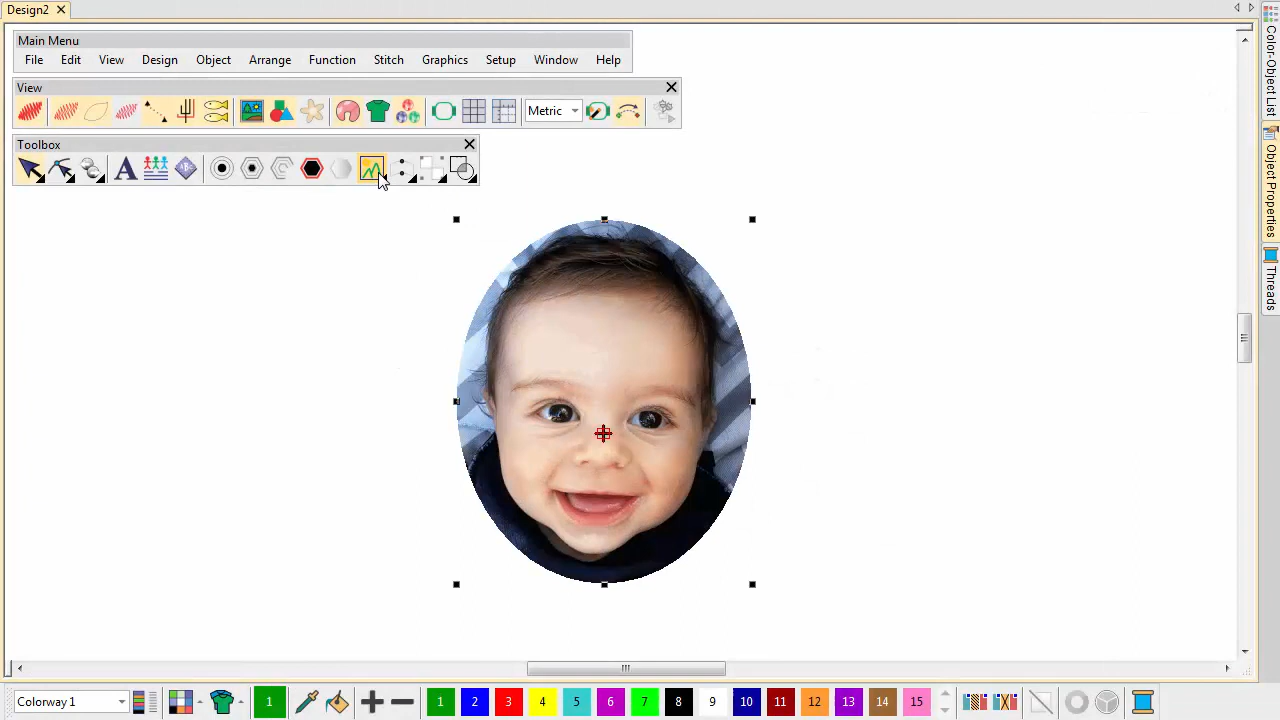 Design2
Main Menu
File Edit View Design Object Arrange Function Stitch Graphics Setup Window Help
View
Metric
Toolbox
A
Color-Object List
Object Properties
Threads
Colorway 1
1
1 2 3 4 5 6 7 8 9 10 11 12 13 14 15